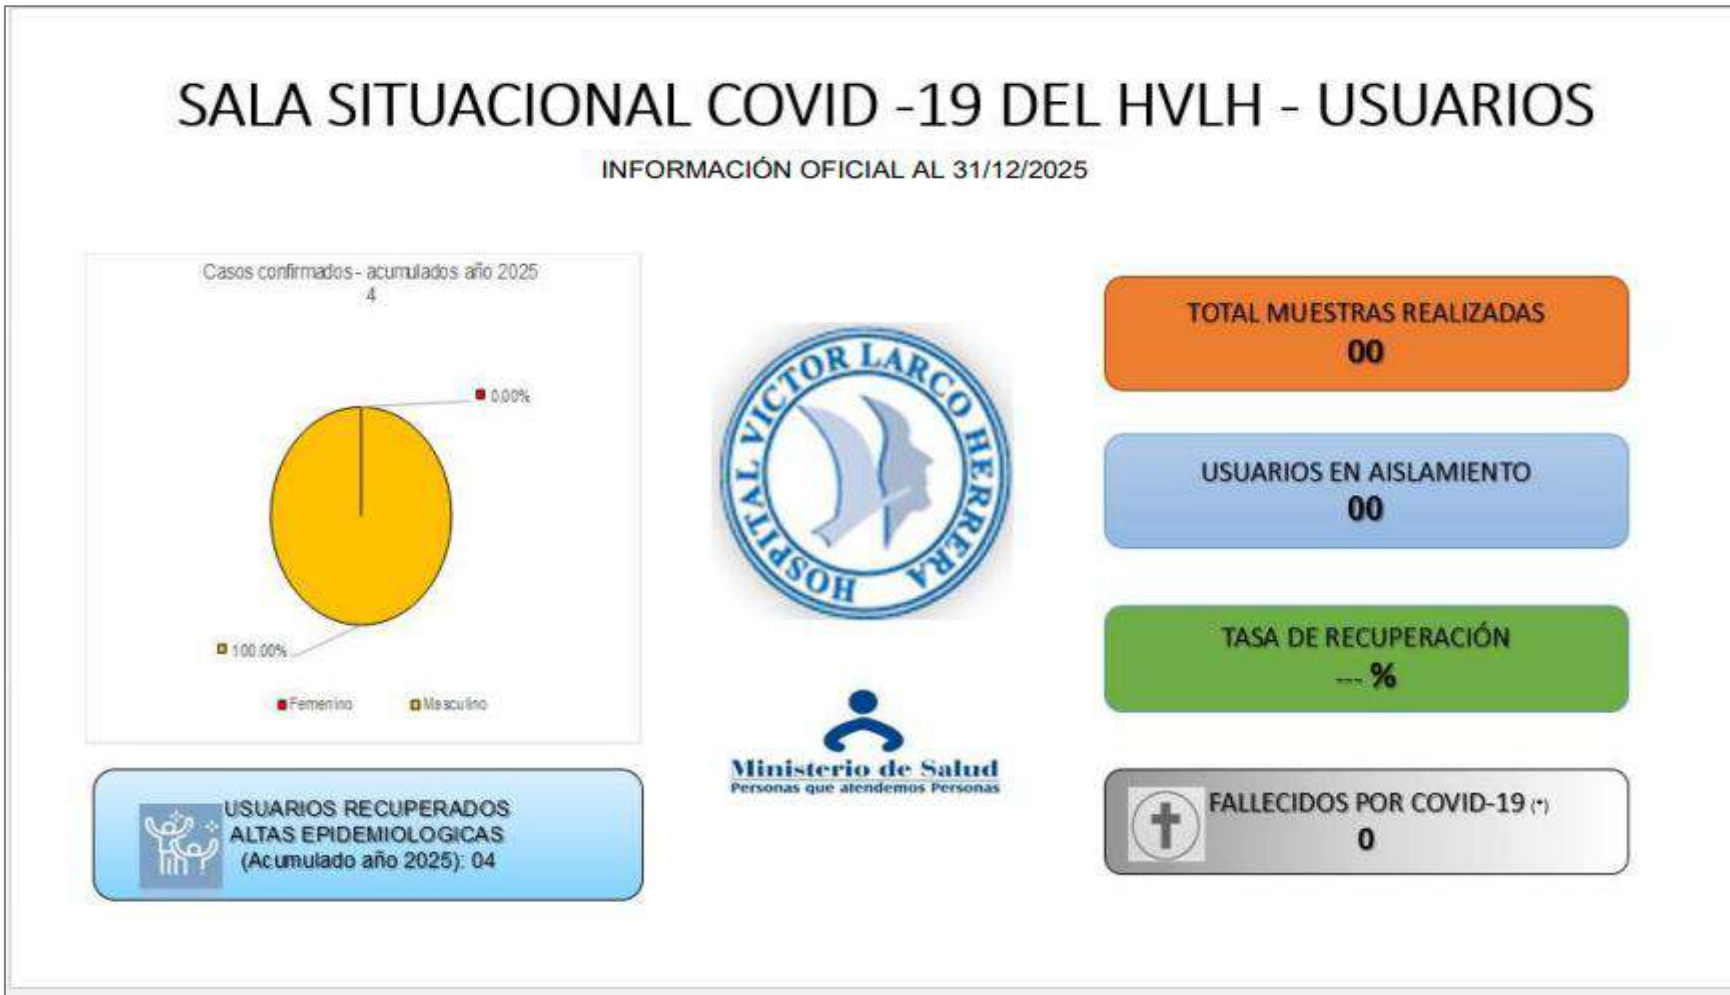 SALA SITUACIONAL COVID -19 DEL HVLH - USUARIOS
INFORMACIÓN OFICIAL AL 31/12/2025
Casos confirmados - acumulados año 2025
4
0.00%
100.00%
Femenino
Masculino
USUARIOS RECUPERADOS
ALTAS EPIDEMIOLOGICAS
(Acumulado año 2025): 04
HOSPITAL VICTOR LARCO HERRERA
Ministerio de Salud
Personas que atendemos Personas
TOTAL MUESTRAS REALIZADAS
00
USUARIOS EN AISLAMIENTO
00
TASA DE RECUPERACIÓN
--- %
FALLECIDOS POR COVID-19 (*)
0